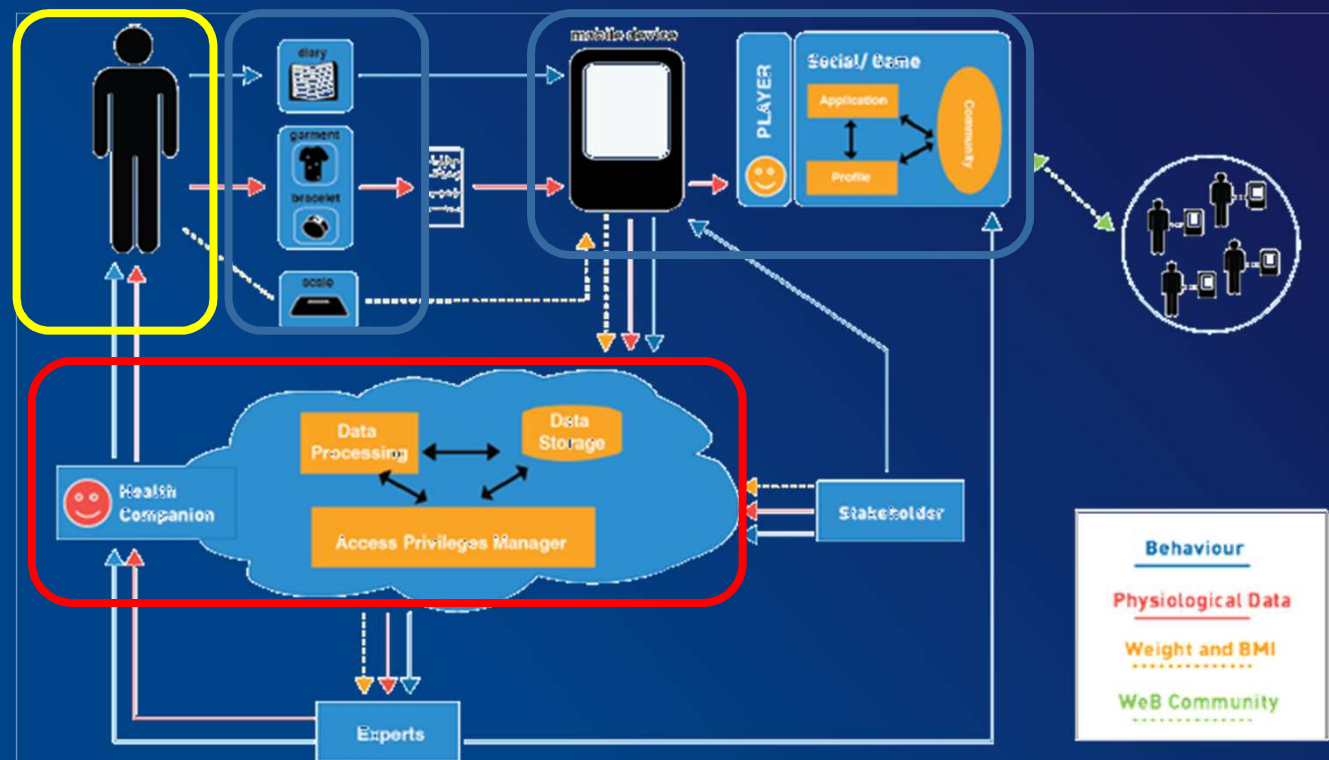 mobile device
diary
garment
bracelet
scale
PLAYER
Social/ Game
Application
Profile
Community
Data
Processing
Data
Storage
Health
Companion
Access Privileges Manager
Stakeholder
Experts
Behaviour
Physiological Data
Weight and BMI
WeB Community